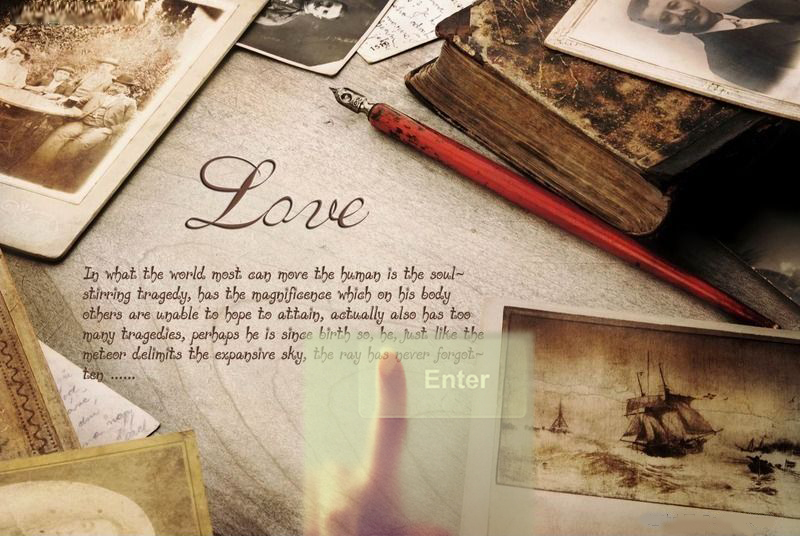 Love
In what the world most can move the human is the soul-
stirring tragedy, has the magnificence which on his body
others are unable to hope to attain, actually also has too
many tragedies, perhaps he is since birth so, he, just like the
meteor delimits the expansive sky, the ray has never forgot-
ten ......
Enter